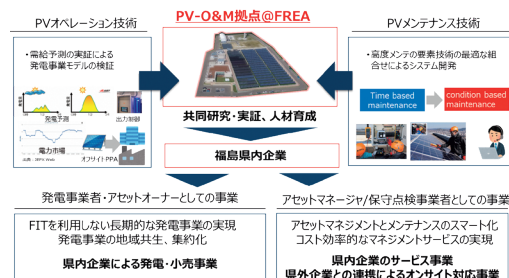 PV-O&M拠点@FREA
PVオペレーション技術
・需給予測の実証による
発電事業モデルの検証
発電予測
出力制御
電力市場
オフサイトPPA
出典：JEPX Web
PVメンテナンス技術
・高度メンテの要素技術の最適な組
合せによるシステム開発
Time based
maintenance
condition based
maintenance
共同研究・実証、人材育成
福島県内企業
発電事業者・アセットオーナーとしての事業
FITを利用しない長期的な発電事業の実現
発電事業の地域共生、集約化
県内企業による発電・小売事業
アセットマネージャ/保守点検事業者としての事業
アセットマネジメントとメンテナンスのスマート化
コスト効率的なマネジメントサービスの実現
県内企業のサービス事業
県外企業との連携によるオンサイト対応事業